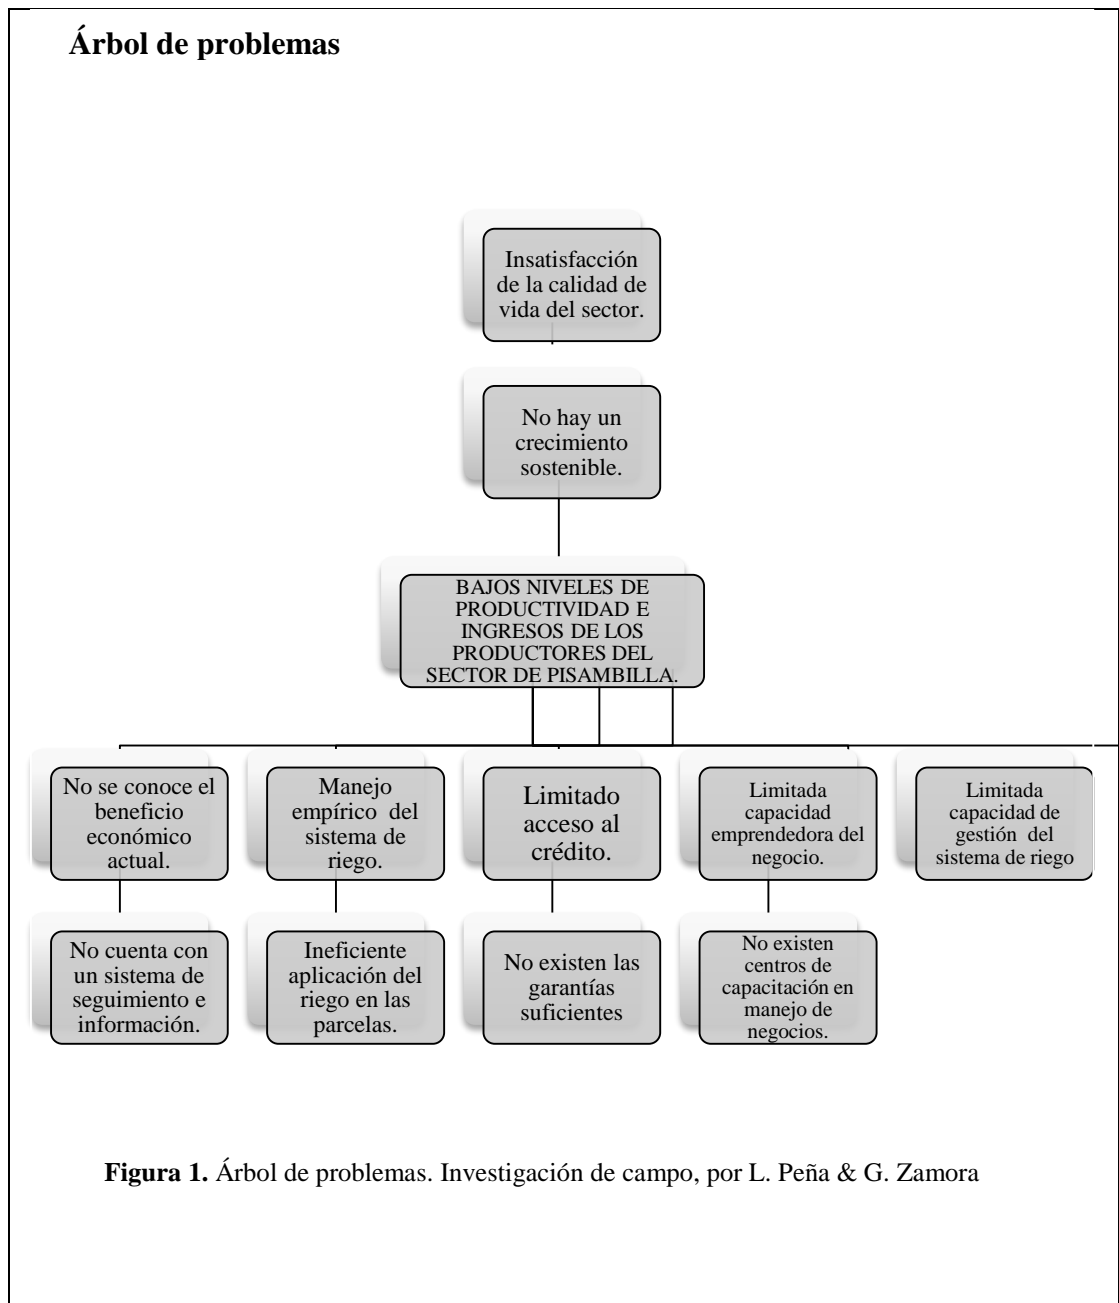 Árbol de problemas
Insatisfacción
de la calidad de
vida del sector.
No hay un
crecimiento
sostenible.
BAJOS NIVELES DE
PRODUCTIVIDAD E
INGRESOS DE LOS
PRODUCTORES DEL
SECTOR DE PISAMBILLA.
No se conoce el
beneficio
económico
actual.
Manejo
empírico del
sistema de
riego.
Limitado
acceso al
crédito.
Limitada
capacidad
emprendedora del
negocio.
Limitada
capacidad de
gestión del
sistema de riego
No cuenta con
un sistema de
seguimiento e
información.
Ineficiente
aplicación del
riego en las
parcelas.
No existen las
garantías
suficientes
No existen
centros de
capacitación en
manejo de
negocios.
Figura 1. Árbol de problemas. Investigación de campo, por L. Peña & G. Zamora